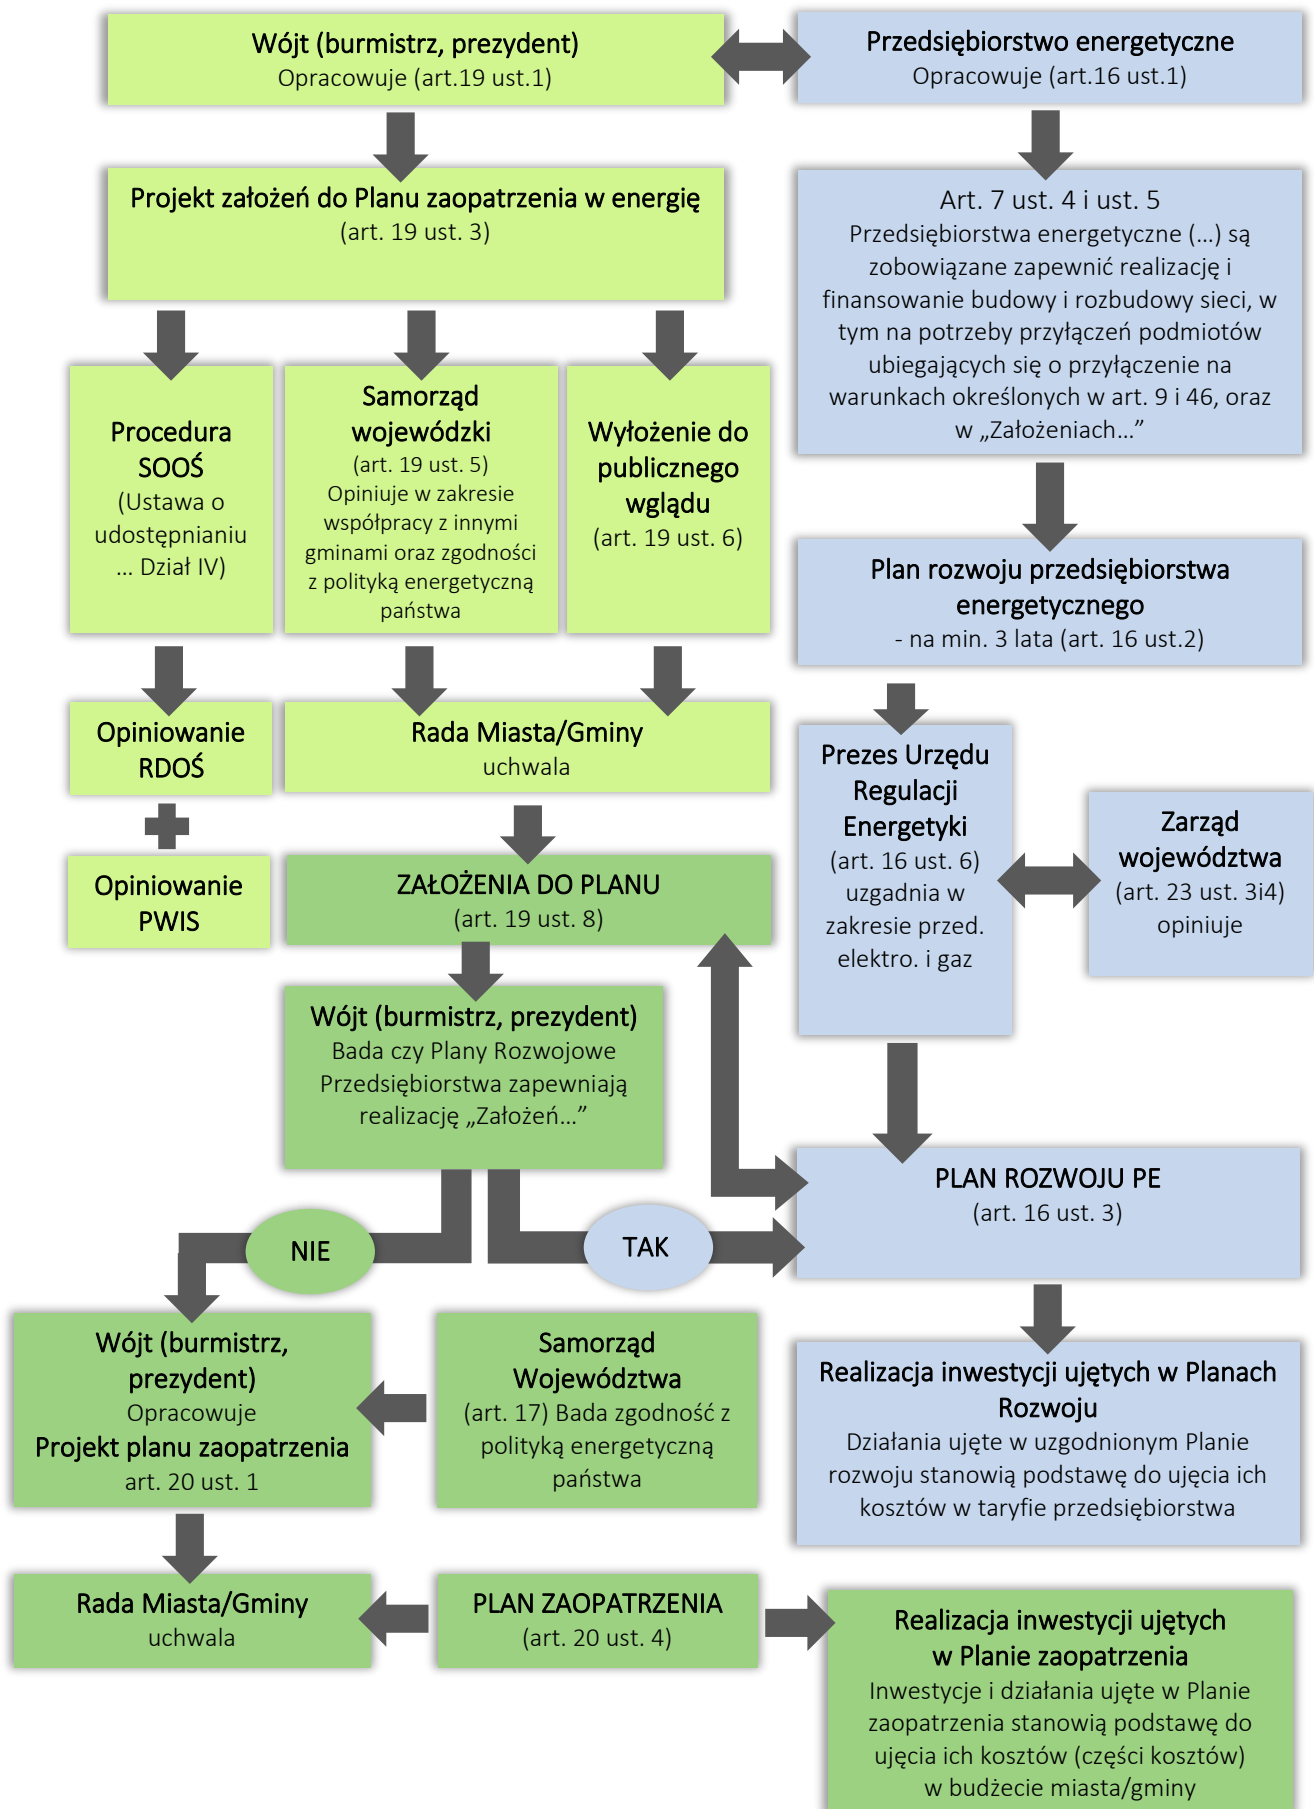 Wójt (burmistrz, prezydent)
Opracowuje (art.19 ust.1)
Przedsiębiorstwo energetyczne
Opracowuje (art.16 ust.1)
Projekt założeń do Planu zaopatrzenia w energię
(art. 19 ust. 3)
Art. 7 ust. 4 i ust. 5
Przedsiębiorstwa energetyczne (...) są
zobowiązane zapewnić realizację i
finansowanie budowy i rozbudowy sieci, w
tym na potrzeby przyłączeń podmiotów
ubiegających się o przyłączenie na
warunkach określonych w art. 9 i 46, oraz
w „Założeniach...”
Procedura
SOOŚ
(Ustawa o
udostępnianiu
... Dział IV)
Samorząd
wojewódzki
(art. 19 ust. 5)
Opiniuje w zakresie
współpracy z innymi
gminami oraz zgodności
z polityką energetyczną
państwa
Wyłożenie do
publicznego
wglądu
(art. 19 ust. 6)
Plan rozwoju przedsiębiorstwa
energetycznego
- na min. 3 lata (art. 16 ust.2)
Opiniowanie
RDOŚ
Rada Miasta/Gminy
uchwala
Prezes Urzędu
Regulacji
Energetyki
(art. 16 ust. 6)
uzgadnia w
zakresie przed.
elektro. i gaz
Zarząd
województwa
(art. 23 ust. 3i4)
opiniuje
Opiniowanie
PWIS
ZAŁOŻENIA DO PLANU
(art. 19 ust. 8)
Wójt (burmistrz, prezydent)
Bada czy Plany Rozwojowe
Przedsiębiorstwa zapewniają
realizację „Założeń...”
PLAN ROZWOJU PE
(art. 16 ust. 3)
NIE
TAK
Wójt (burmistrz,
prezydent)
Opracowuje
Projekt planu zaopatrzenia
art. 20 ust. 1
Samorząd
Województwa
(art. 17) Bada zgodność z
polityką energetyczną
państwa
Realizacja inwestycji ujętych w Planach
Rozwoju
Działania ujęte w uzgodnionym Planie
rozwoju stanowią podstawę do ujęcia ich
kosztów w taryfie przedsiębiorstwa
Rada Miasta/Gminy
uchwala
PLAN ZAOPATRZENIA
(art. 20 ust. 4)
Realizacja inwestycji ujętych
w Planie zaopatrzenia
Inwestycje i działania ujęte w Planie
zaopatrzenia stanowią podstawę do
ujęcia ich kosztów (części kosztów)
w budżecie miasta/gminy